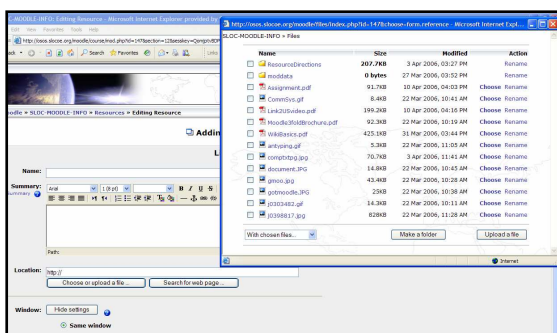 -MOODLE-INFO: Editing Resource - Microsoft Internet Explorer provided by
Edit View Favorites Tools Help
Search Favorites
Links
oodle » SLOC-MOODLE-INFO » Resources » Editing Resource
Addin
Name:
Summary:
Arial 1 (8 pt) B I U S
Path:
Location: http://
Choose or upload a file ... Search for web page...
Window: Hide settings
Same window
http://osos.slocoe.org/moodle/files/index.php?id=147&choose=form.reference - Microsoft Internet Expl...
SLOC-MOODLE-INFO » Files
Name Size Modified Action
ResourceDirections 207.7KB 3 Apr 2006, 03:27 PM Rename
moddata 0 bytes 27 Mar 2006, 03:52 PM Rename
Assignment.pdf 91.7KB 10 Apr 2006, 04:03 PM Choose Rename
CommSvs.gif 8.4KB 22 Mar 2006, 10:41 AM Choose Rename
Link2USvideo.pdf 199.2KB 10 Apr 2006, 04:16 PM Choose Rename
Moodle3foldBrochure.pdf 92.3KB 22 Mar 2006, 10:19 AM Choose Rename
WikiBasics.pdf 425.1KB 31 Mar 2006, 03:44 PM Choose Rename
antyping.gif 5.3KB 22 Mar 2006, 11:05 AM Choose Rename
comptxtpg.jpg 70.7KB 3 Apr 2006, 11:41 AM Choose Rename
document.JPG 14.8KB 22 Mar 2006, 10:45 AM Choose Rename
gmoo.jpg 43.4KB 22 Mar 2006, 10:28 AM Choose Rename
gotmoodle.JPG 25KB 22 Mar 2006, 10:38 AM Choose Rename
j0303482.gif 14.3KB 22 Mar 2006, 10:11 AM Choose Rename
J0398617.jpg 828KB 22 Mar 2006, 11:28 AM Choose Rename
With chosen files... Make a folder Upload a file
Internet